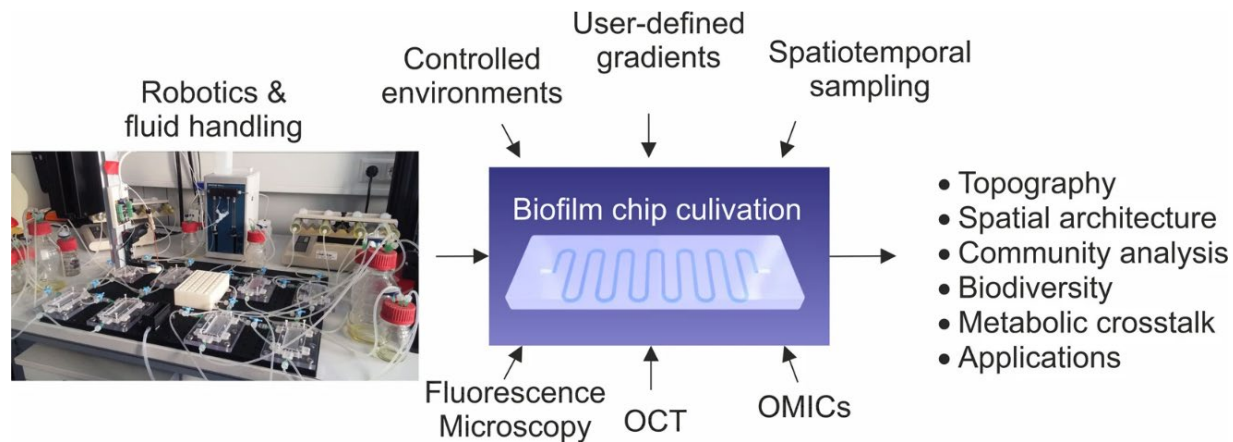 Robotics &
fluid handling
Controlled
environments
User-defined
gradients
Spatiotemporal
sampling
Biofilm chip culivation
Fluorescence
Microscopy
OCT
OMICs
• Topography
• Spatial architecture
• Community analysis
• Biodiversity
• Metabolic crosstalk
• Applications